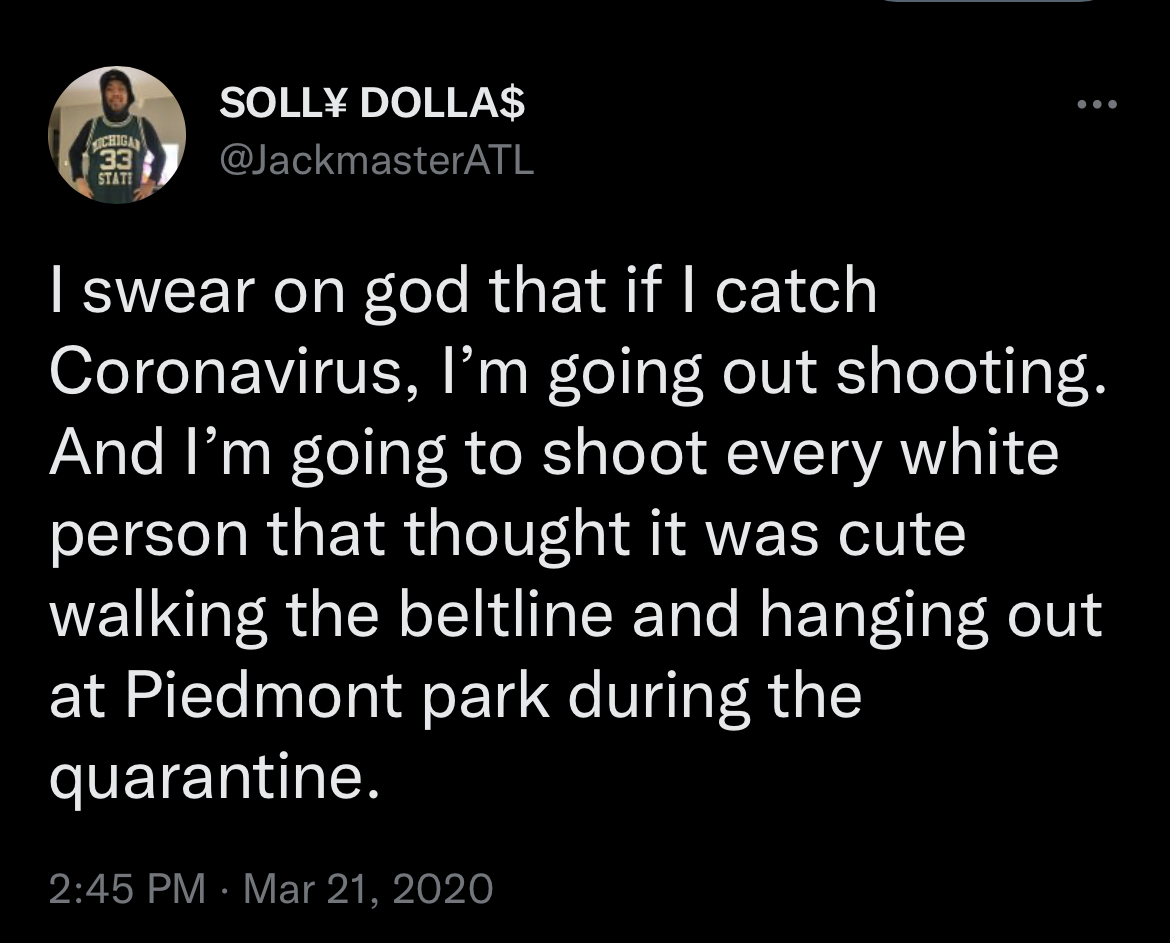 SOLL¥ DOLLA$
@JackmasterATL
MICHIGAN
33
STATE
I swear on god that if I catch
Coronavirus, I’m going out shooting.
And I’m going to shoot every white
person that thought it was cute
walking the beltline and hanging out
at Piedmont park during the
quarantine.
2:45 PM · Mar 21, 2020